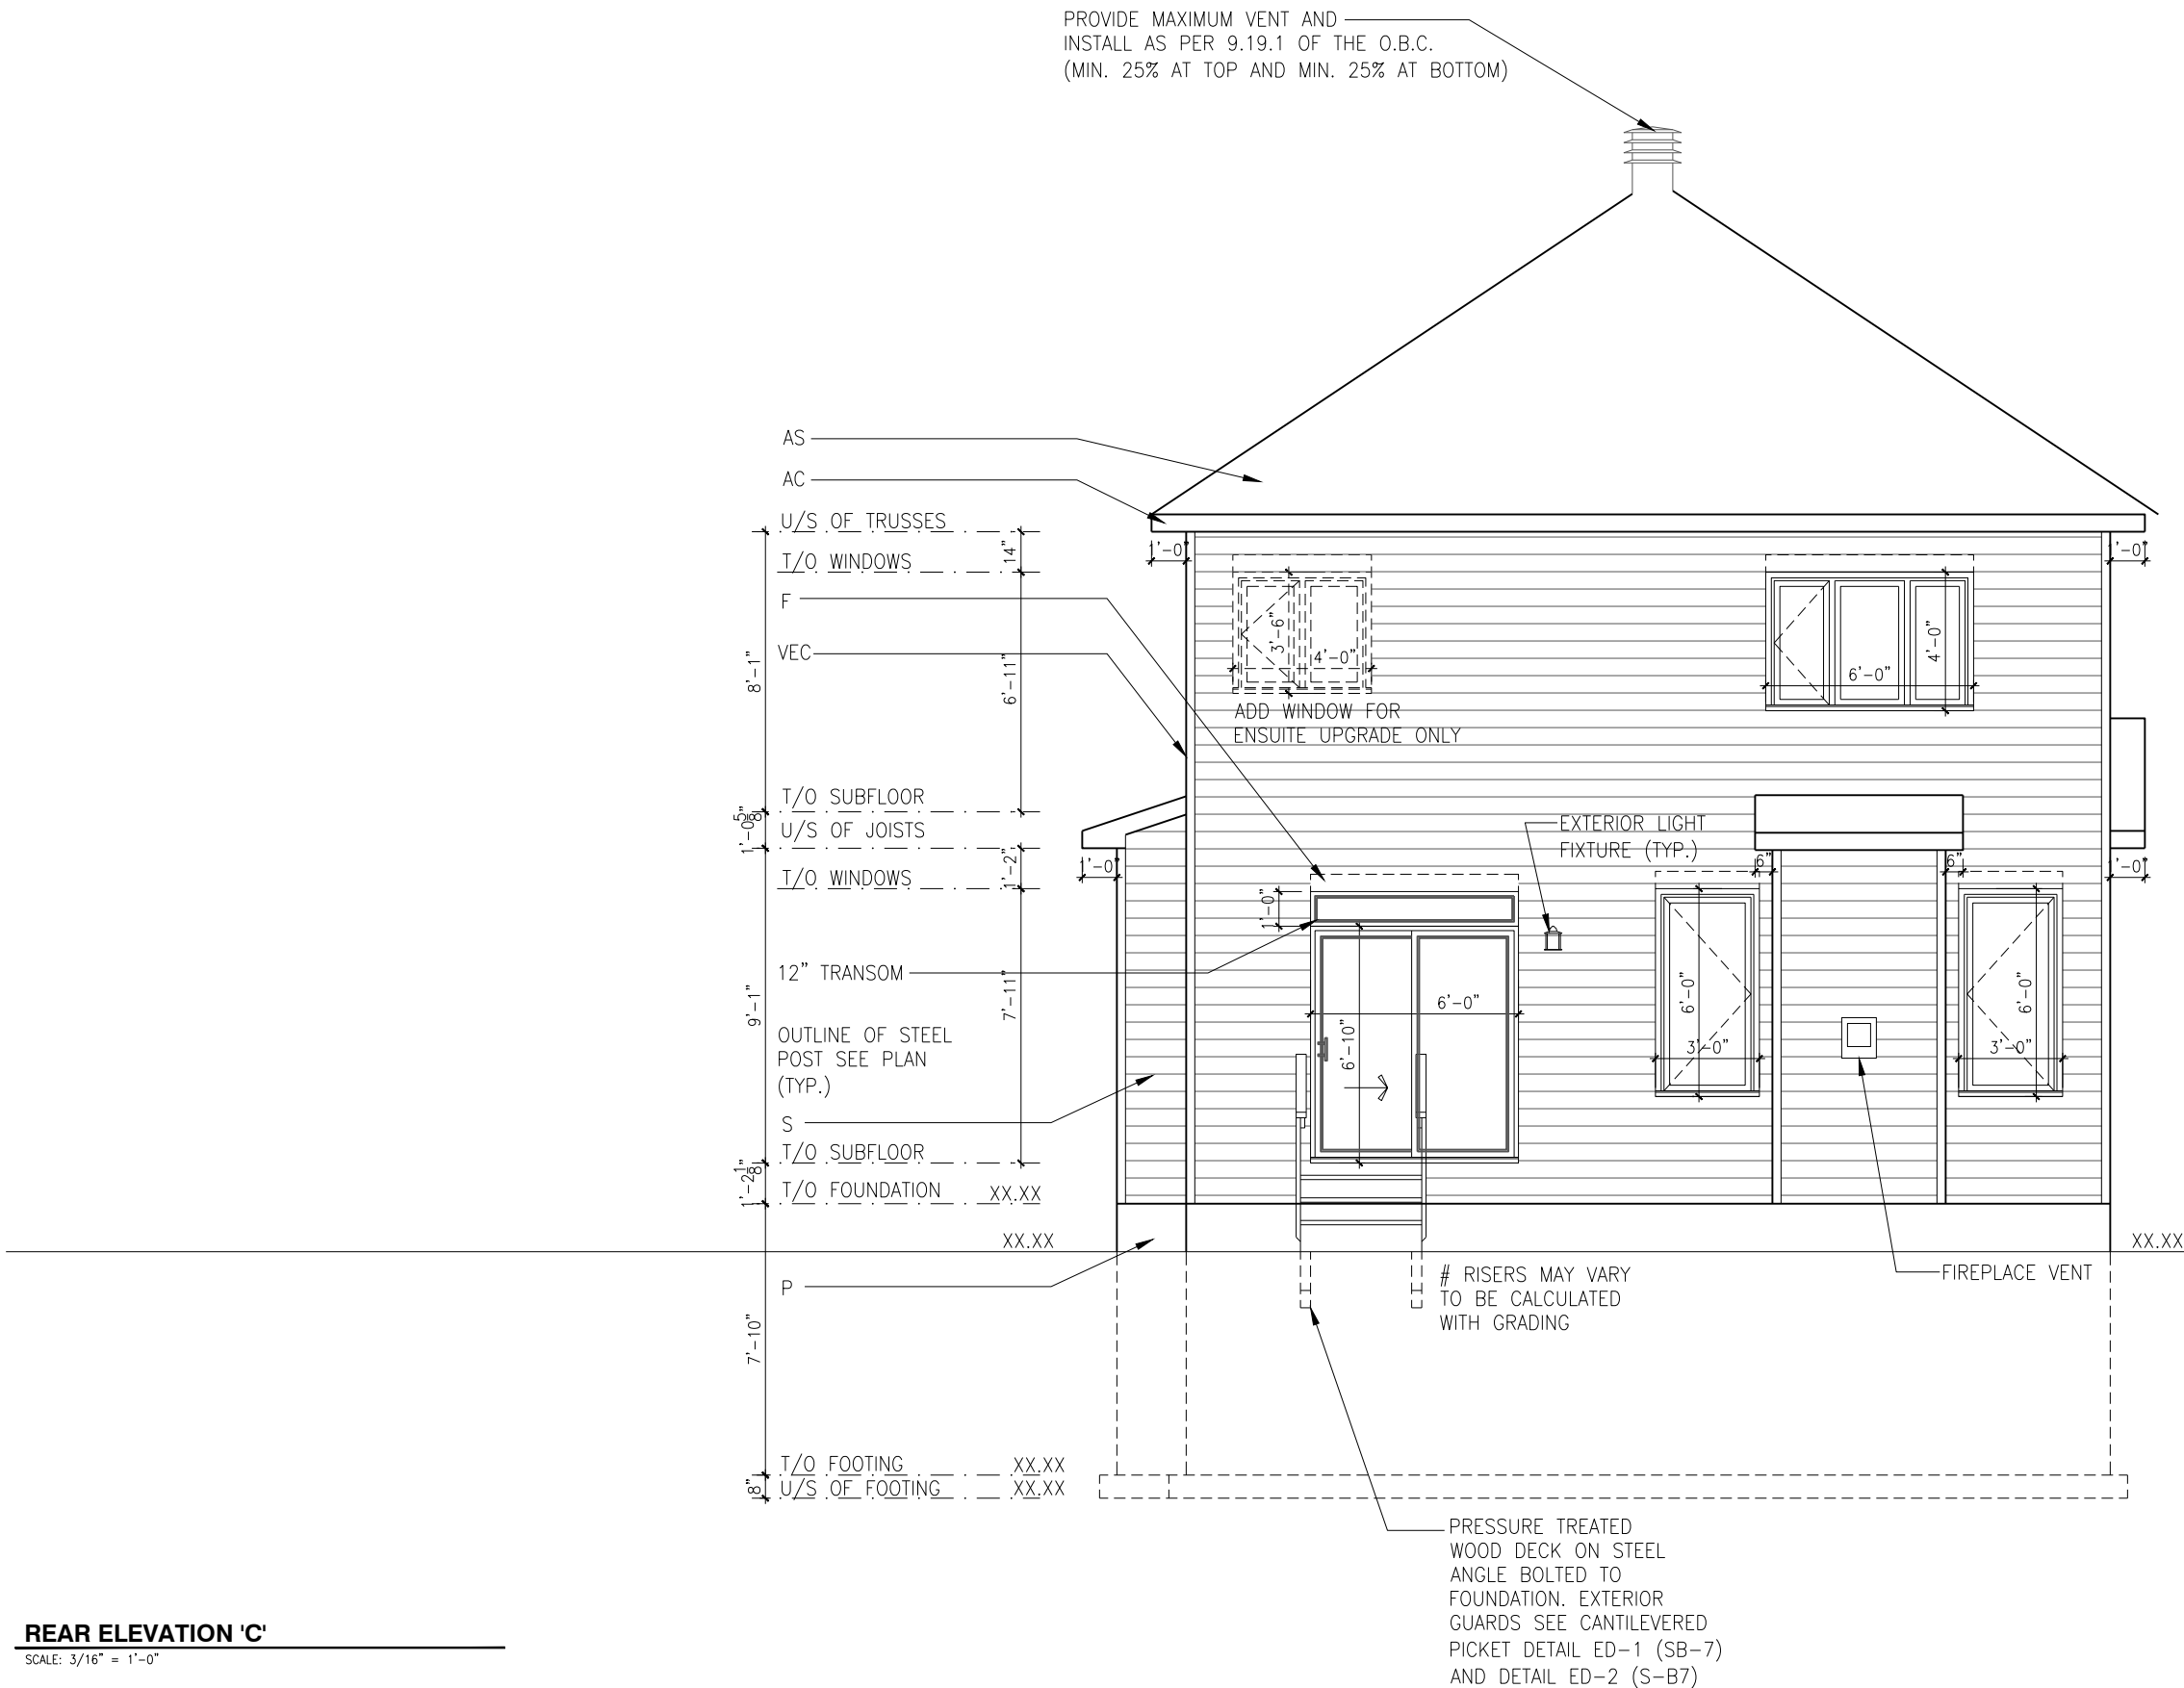 PROVIDE MAXIMUM VENT AND
INSTALL AS PER 9.19.1 OF THE O.B.C.
(MIN. 25% AT TOP AND MIN. 25% AT BOTTOM)
AS
AC
U/S OF TRUSSES
14"
1'-0"
1'-0"
T/O WINDOWS
F
VEC
8'-1"
6'-11"
3'-6"
4'-0"
4'-0"
6'-0"
ADD WINDOW FOR
ENSUITE UPGRADE ONLY
T/O SUBFLOOR
1'-0 5/8"
U/S OF JOISTS
EXTERIOR LIGHT
FIXTURE (TYP.)
1'-2"
1'-0"
6"
6"
1'-0"
T/O WINDOWS
1'-0"
12" TRANSOM
9'-1"
7'-11"
6'-0"
6'-10"
6'-0"
3'-0"
6'-0"
3'-0"
OUTLINE OF STEEL
POST SEE PLAN
(TYP.)
S
T/O SUBFLOOR
1'-2 1/8"
T/O FOUNDATION XX.XX
XX.XX
XX.XX
P
# RISERS MAY VARY
TO BE CALCULATED
WITH GRADING
FIREPLACE VENT
7'-10"
T/O FOOTING XX.XX
8"
U/S OF FOOTING XX.XX
PRESSURE TREATED
WOOD DECK ON STEEL
ANGLE BOLTED TO
FOUNDATION. EXTERIOR
GUARDS SEE CANTILEVERED
PICKET DETAIL ED-1 (SB-7)
AND DETAIL ED-2 (S-B7)
REAR ELEVATION 'C'
SCALE: 3/16" = 1'-0"